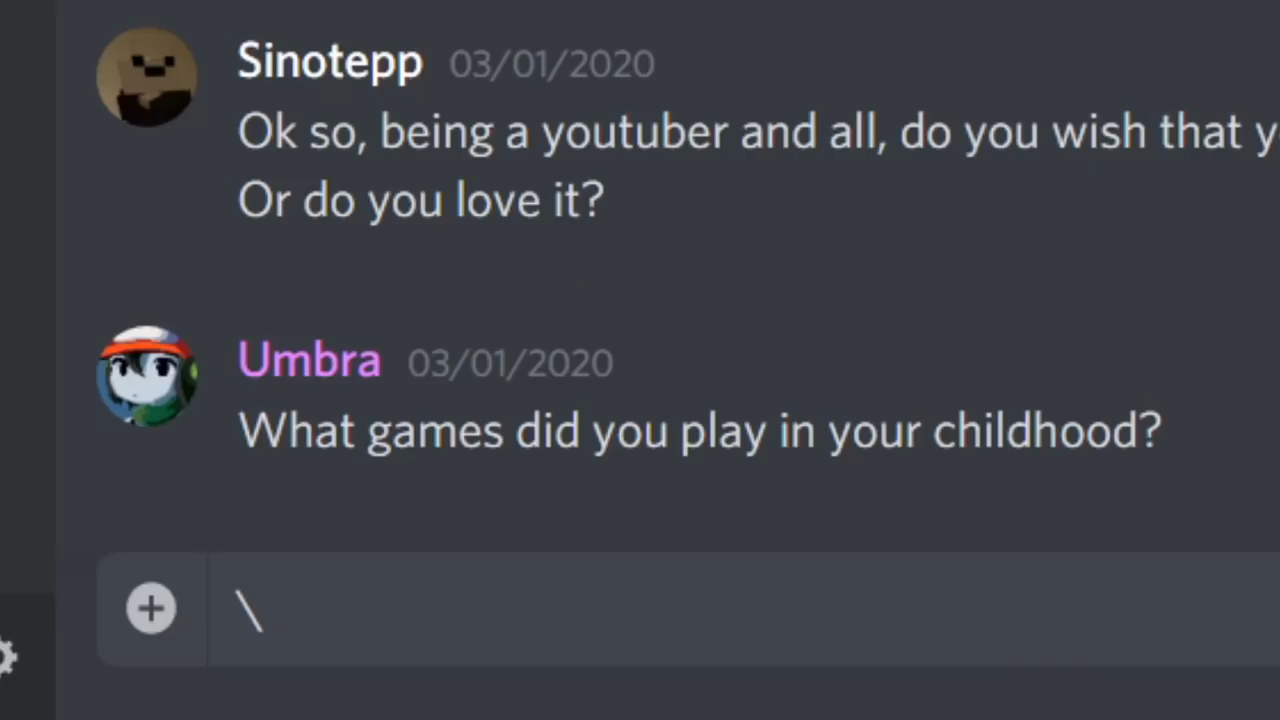 Sinotepp 03/01/2020
Ok so, being a youtuber and all, do you wish that
Or do you love it?
Umbra 03/01/2020
What games did you play in your childhood?
\